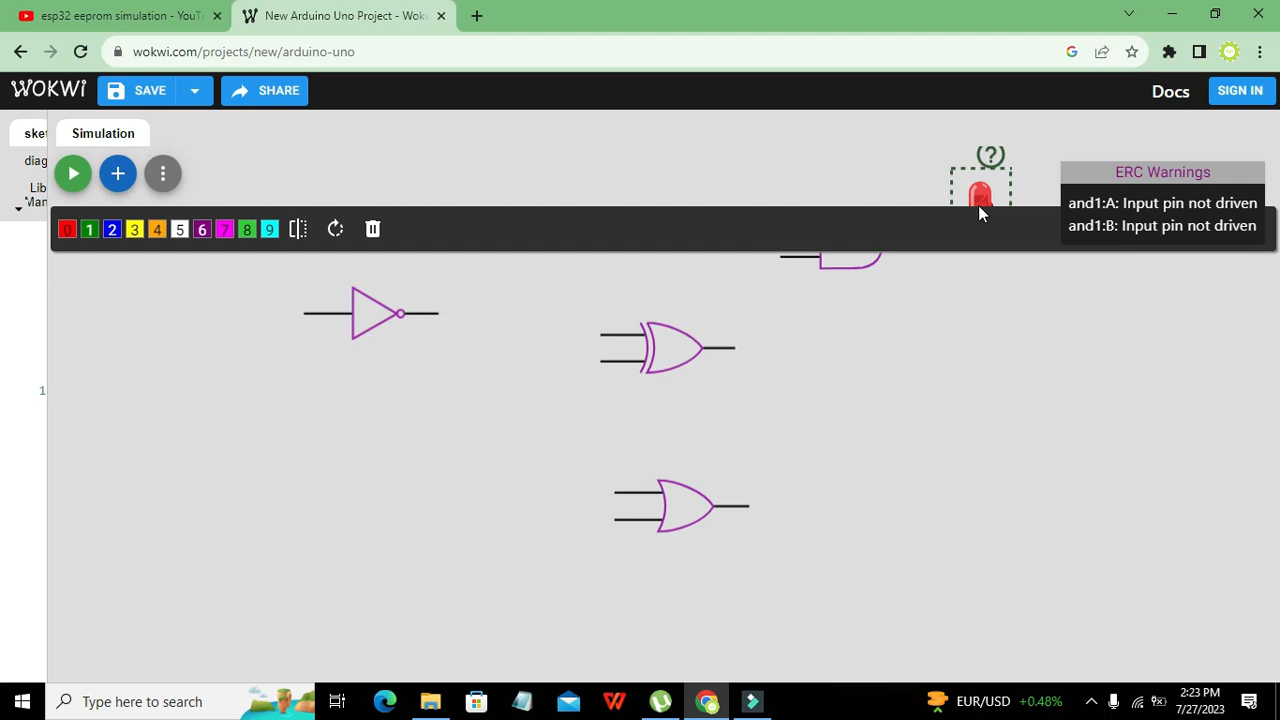 esp32 eeprom simulation - YouT
New Arduino Uno Project - Wok
wokwi.com/projects/new/arduino-uno
WOKWI
SAVE
SHARE
Docs
SIGN IN
sket
Simulation
diag
Lib
Man
ERC Warnings
and1:A: Input pin not driven
and1:B: Input pin not driven
0 1 2 3 4 5 6 7 8 9
1
Type here to search
EUR/USD +0.48%
2:23 PM
7/27/2023